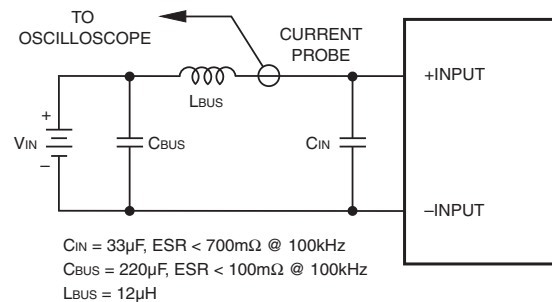 TO
OSCILLOSCOPE
CURRENT
PROBE
+INPUT
LBUS
+
VIN
–
CBUS
CIN
–INPUT
CIN = 33µF, ESR < 700mΩ @ 100kHz
CBUS = 220µF, ESR < 100mΩ @ 100kHz
LBUS = 12µH